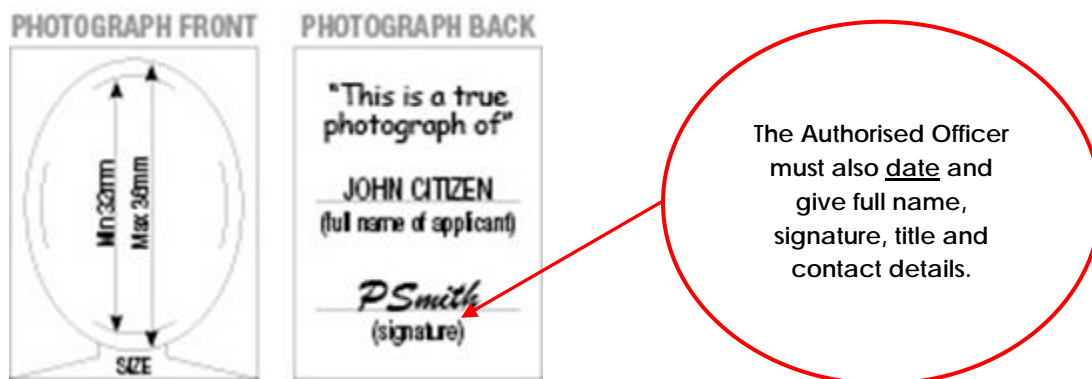 PHOTOGRAPH FRONT
Min 32mm
Max 36mm
SIZE
PHOTOGRAPH BACK
"This is a true
photograph of"
JOHN CITIZEN
(full name of applicant)
PSmith
(signature)
The Authorised Officer
must also date and
give full name,
signature, title and
contact details.